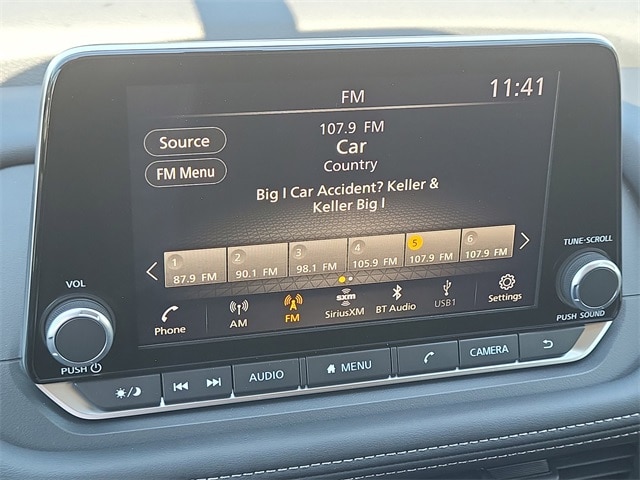 11:41
FM
107.9 FM
Source
Car
Country
FM Menu
Big I Car Accident? Keller &
Keller Big I
1 2 3 4 5 6
87.9 FM 90.1 FM 98.1 FM 105.9 FM 107.9 FM 107.9 FM
Phone AM FM SXM SiriusXM BT Audio USB1 Settings
TUNE·SCROLL
PUSH SOUND
VOL
PUSH
AUDIO MENU CAMERA